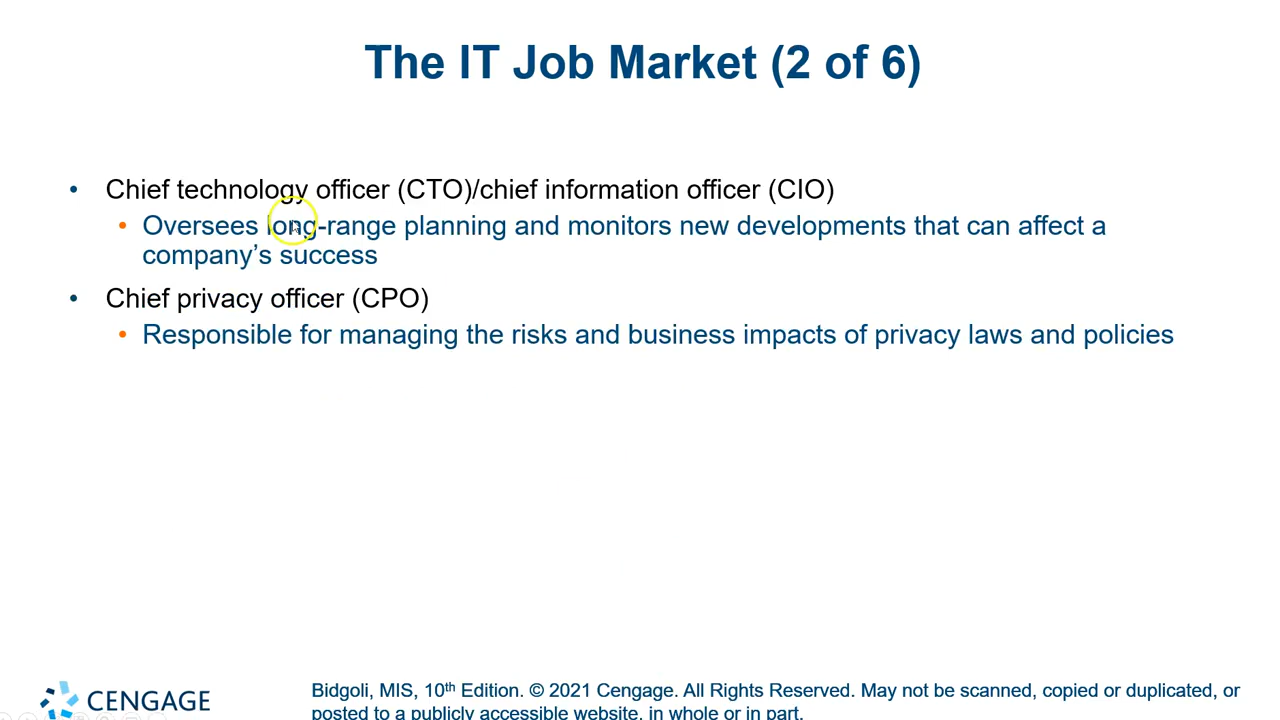 The IT Job Market (2 of 6)
• Chief technology officer (CTO)/chief information officer (CIO)
• Oversees long-range planning and monitors new developments that can affect a
company’s success
• Chief privacy officer (CPO)
• Responsible for managing the risks and business impacts of privacy laws and policies
CENGAGE
Bidgoli, MIS, 10th Edition. © 2021 Cengage. All Rights Reserved. May not be scanned, copied or duplicated, or
posted to a publicly accessible website, in whole or in part.